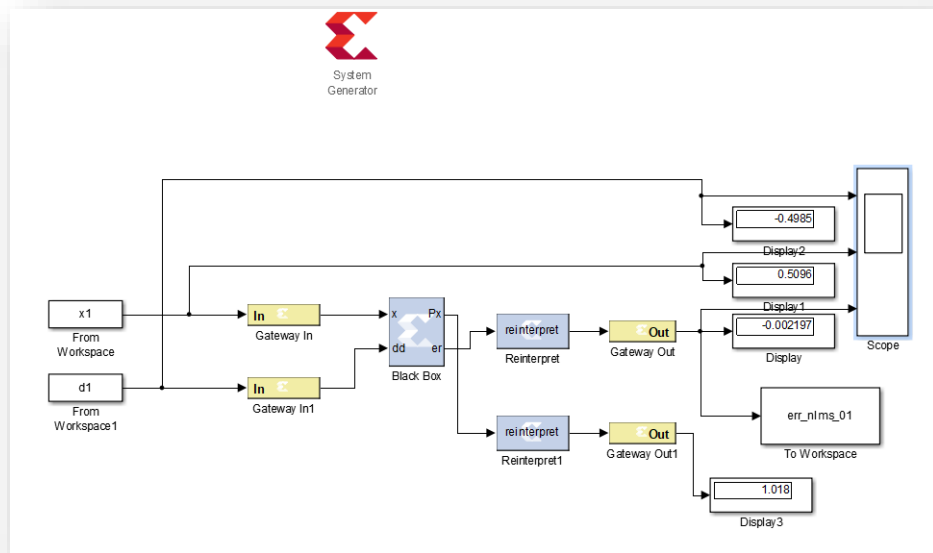 System
Generator
-0.4985
Display2
0.5096
Display1
x1
From
Workspace
In
Gateway In
x
Px
dd
er
Black Box
reinterpret
Reinterpret
Out
Gateway Out
-0.002197
Display
Scope
d1
From
Workspace1
In
Gateway In1
err_nlms_01
To Workspace
reinterpret
Reinterpret1
Out
Gateway Out1
1.018
Display3